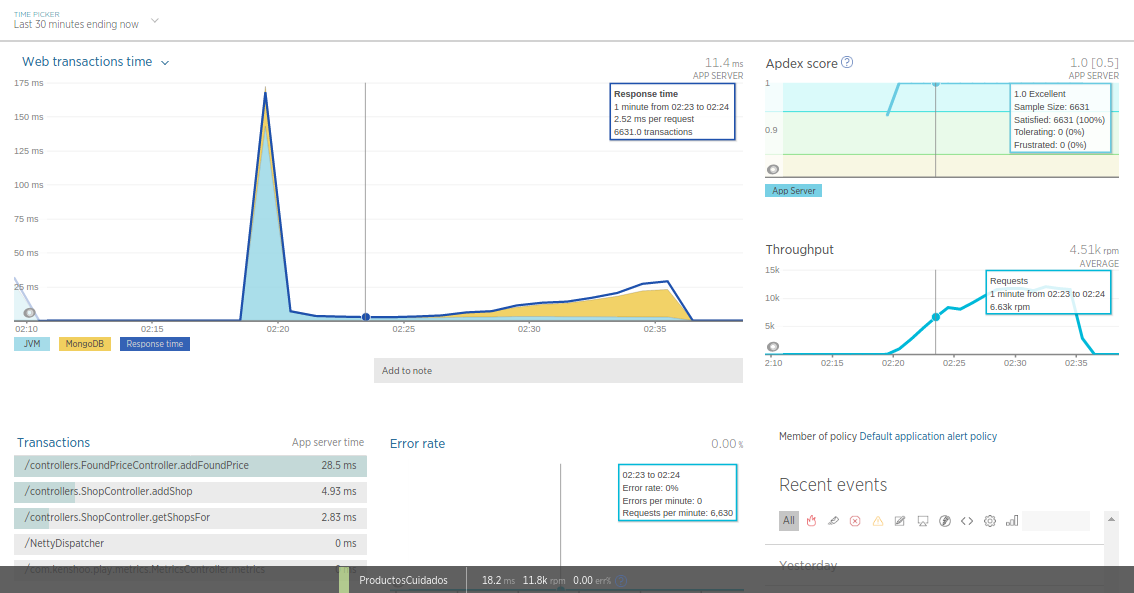 TIME PICKER
Last 30 minutes ending now
Web transactions time
11.4 ms
APP SERVER
175 ms
150 ms
125 ms
100 ms
75 ms
50 ms
25 ms
Response time
1 minute from 02:23 to 02:24
2.52 ms per request
6631.0 transactions
02:10 02:15 02:20 02:25 02:30 02:35
JVM MongoDB Response time
Add to note
Apdex score ?
1.0 [0.5]
APP SERVER
1
0.9
1.0 Excellent
Sample Size: 6631
Satisfied: 6631 (100%)
Tolerating: 0 (0%)
Frustrated: 0 (0%)
App Server
Throughput
4.51k rpm
AVERAGE
15k
10k
5k
Requests
1 minute from 02:23 to 02:24
6.63k rpm
2:10 02:15 02:20 02:25 02:30 02:35
Transactions App server time
/controllers.FoundPriceController.addFoundPrice 28.5 ms
/controllers.ShopController.addShop 4.93 ms
/controllers.ShopController.getShopsFor 2.83 ms
/NettyDispatcher 0 ms
/com.kenshoo.play.metrics.MetricsController.metrics 0 ms
Error rate 0.00 %
02:23 to 02:24
Error rate: 0%
Errors per minute: 0
Requests per minute: 6,630
Member of policy Default application alert policy
Recent events
All
Yesterday
ProductosCuidados 18.2 ms 11.8k rpm 0.00 err%